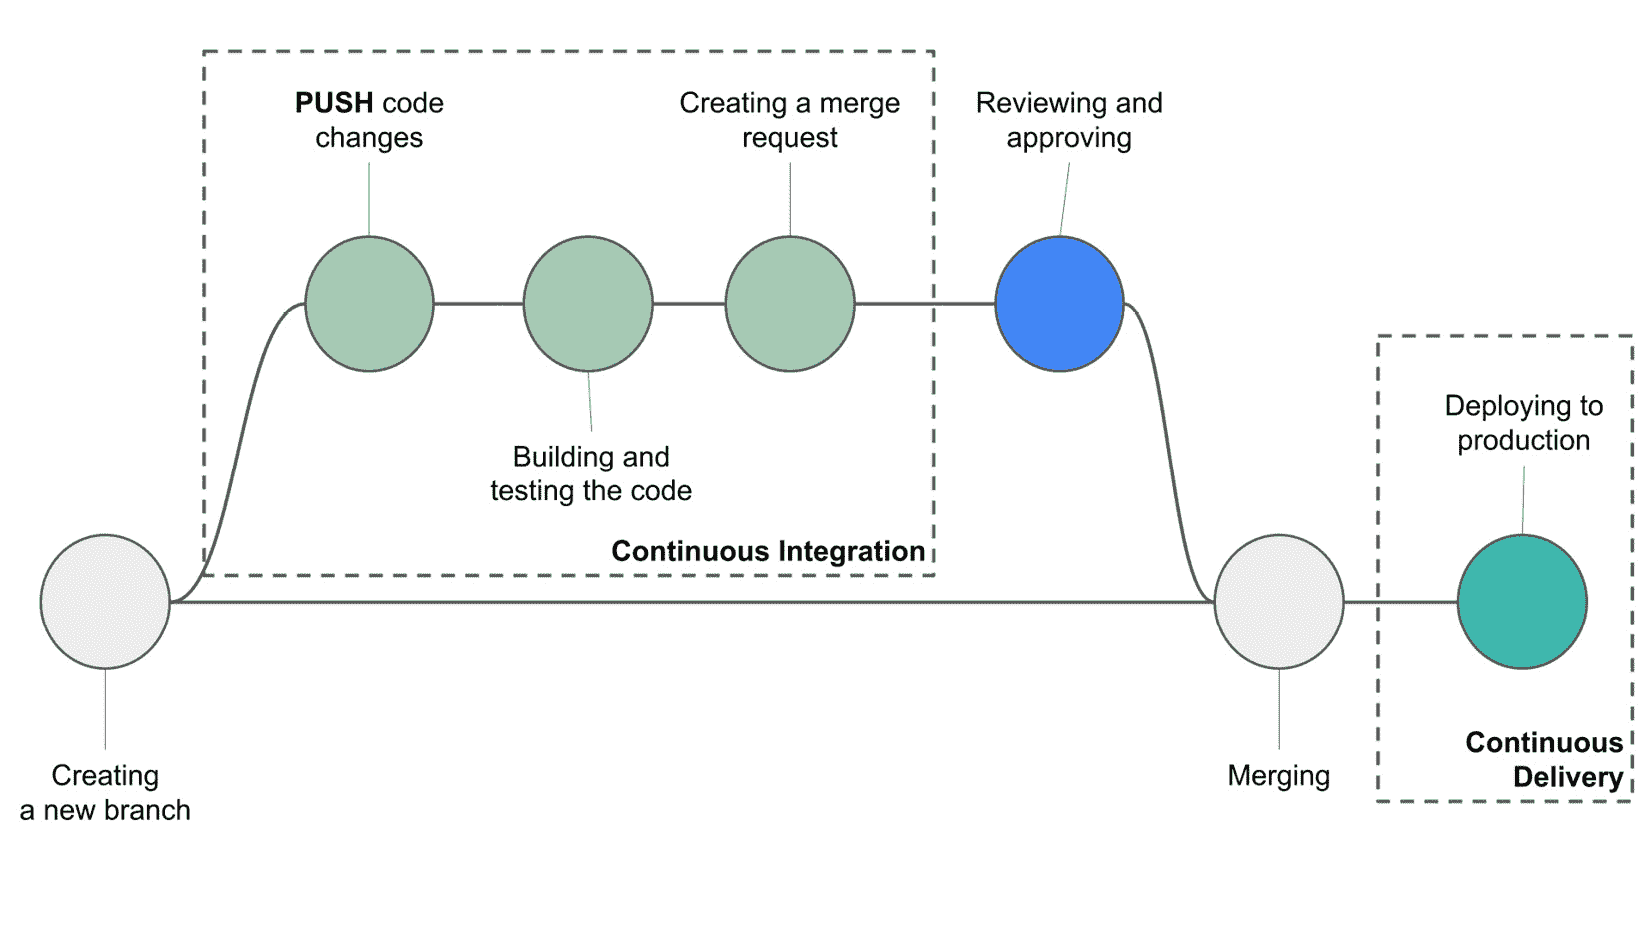 PUSH code
changes
Creating a merge
request
Reviewing and
approving
Building and
testing the code
Continuous Integration
Deploying to
production
Continuous
Delivery
Creating
a new branch
Merging